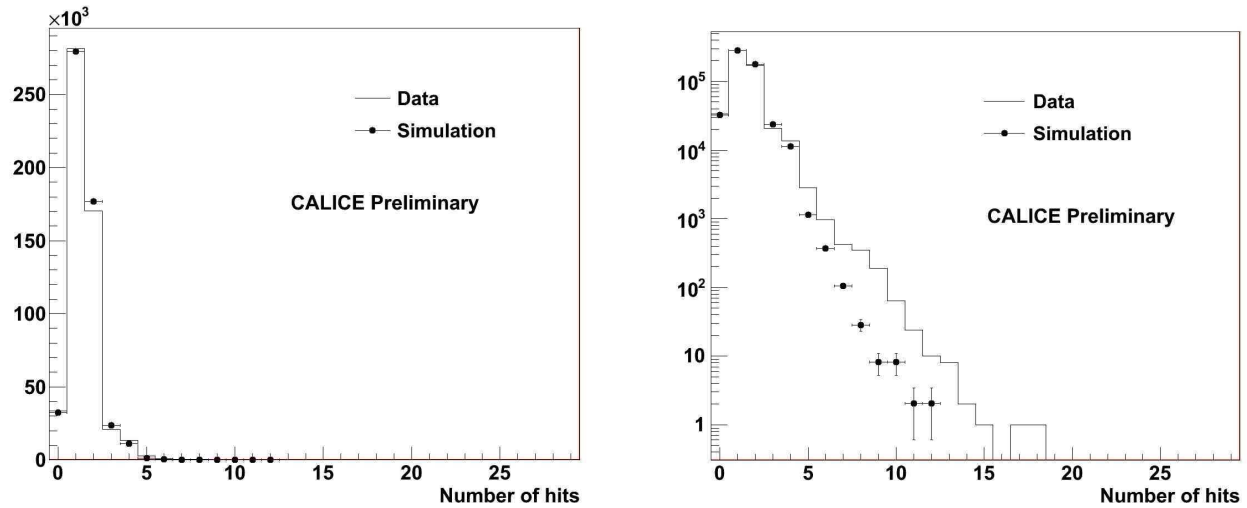 ×10³
250
200
150
100
50
0
Data
Simulation
CALICE Preliminary
0 5 10 15 20 25
Number of hits
10⁵
10⁴
10³
10²
10
1
Data
Simulation
CALICE Preliminary
0 5 10 15 20 25
Number of hits